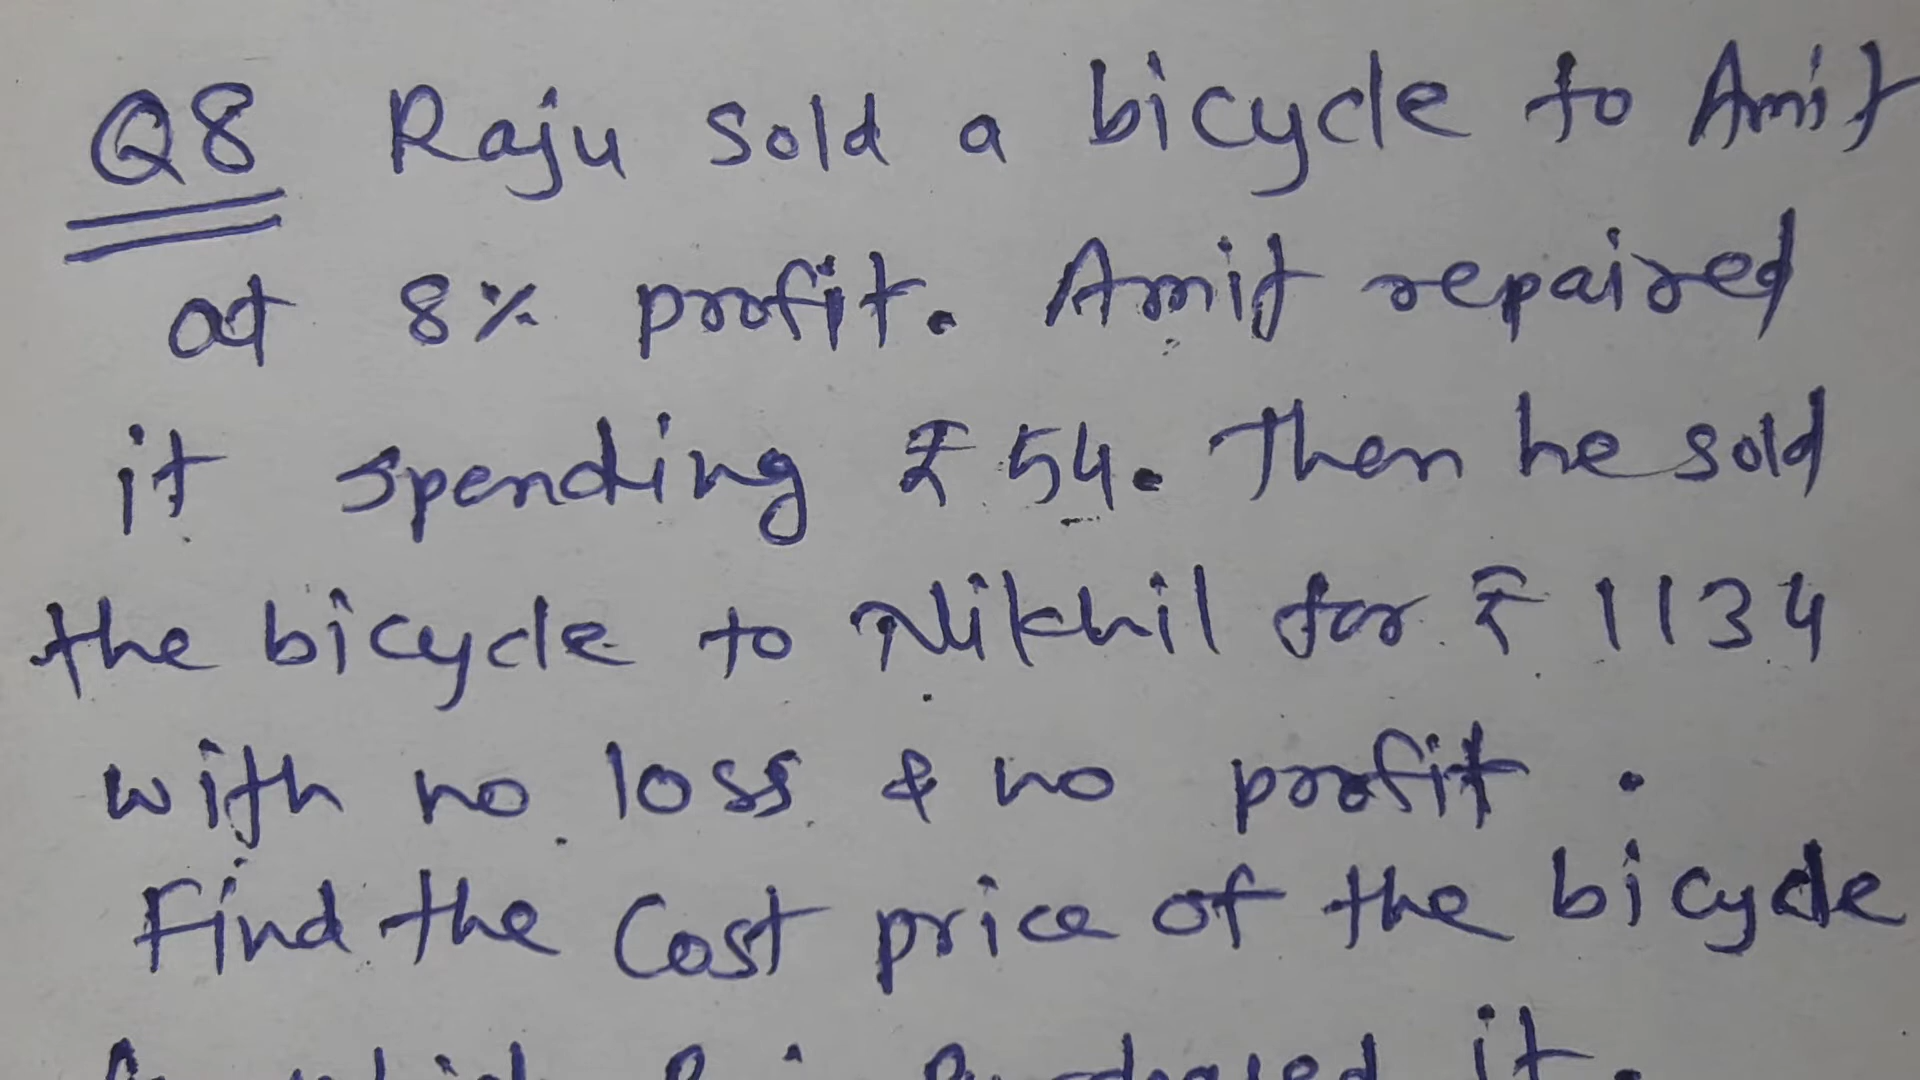 Q8 Raju sold a bicycle to Amit
at 8% profit. Amit repaired
it spending ₹ 54. Then he sold
the bicycle to Nikhil for ₹ 1134
with no loss & no profit.
Find the Cost price of the bicycle
it.